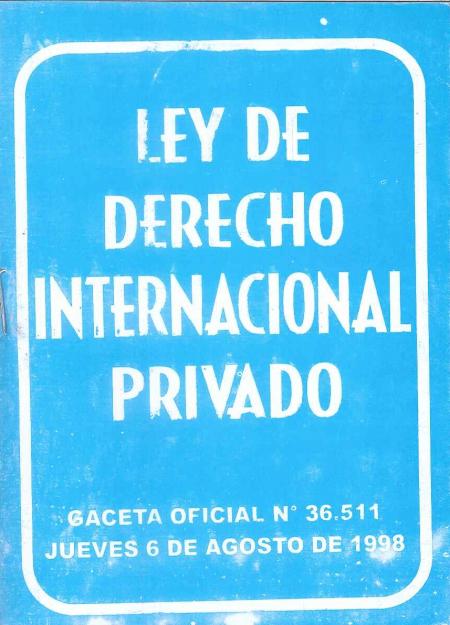 LEY DE
DERECHO
INTERNACIONAL
PRIVADO
GACETA OFICIAL N° 36.511
JUEVES 6 DE AGOSTO DE 1998